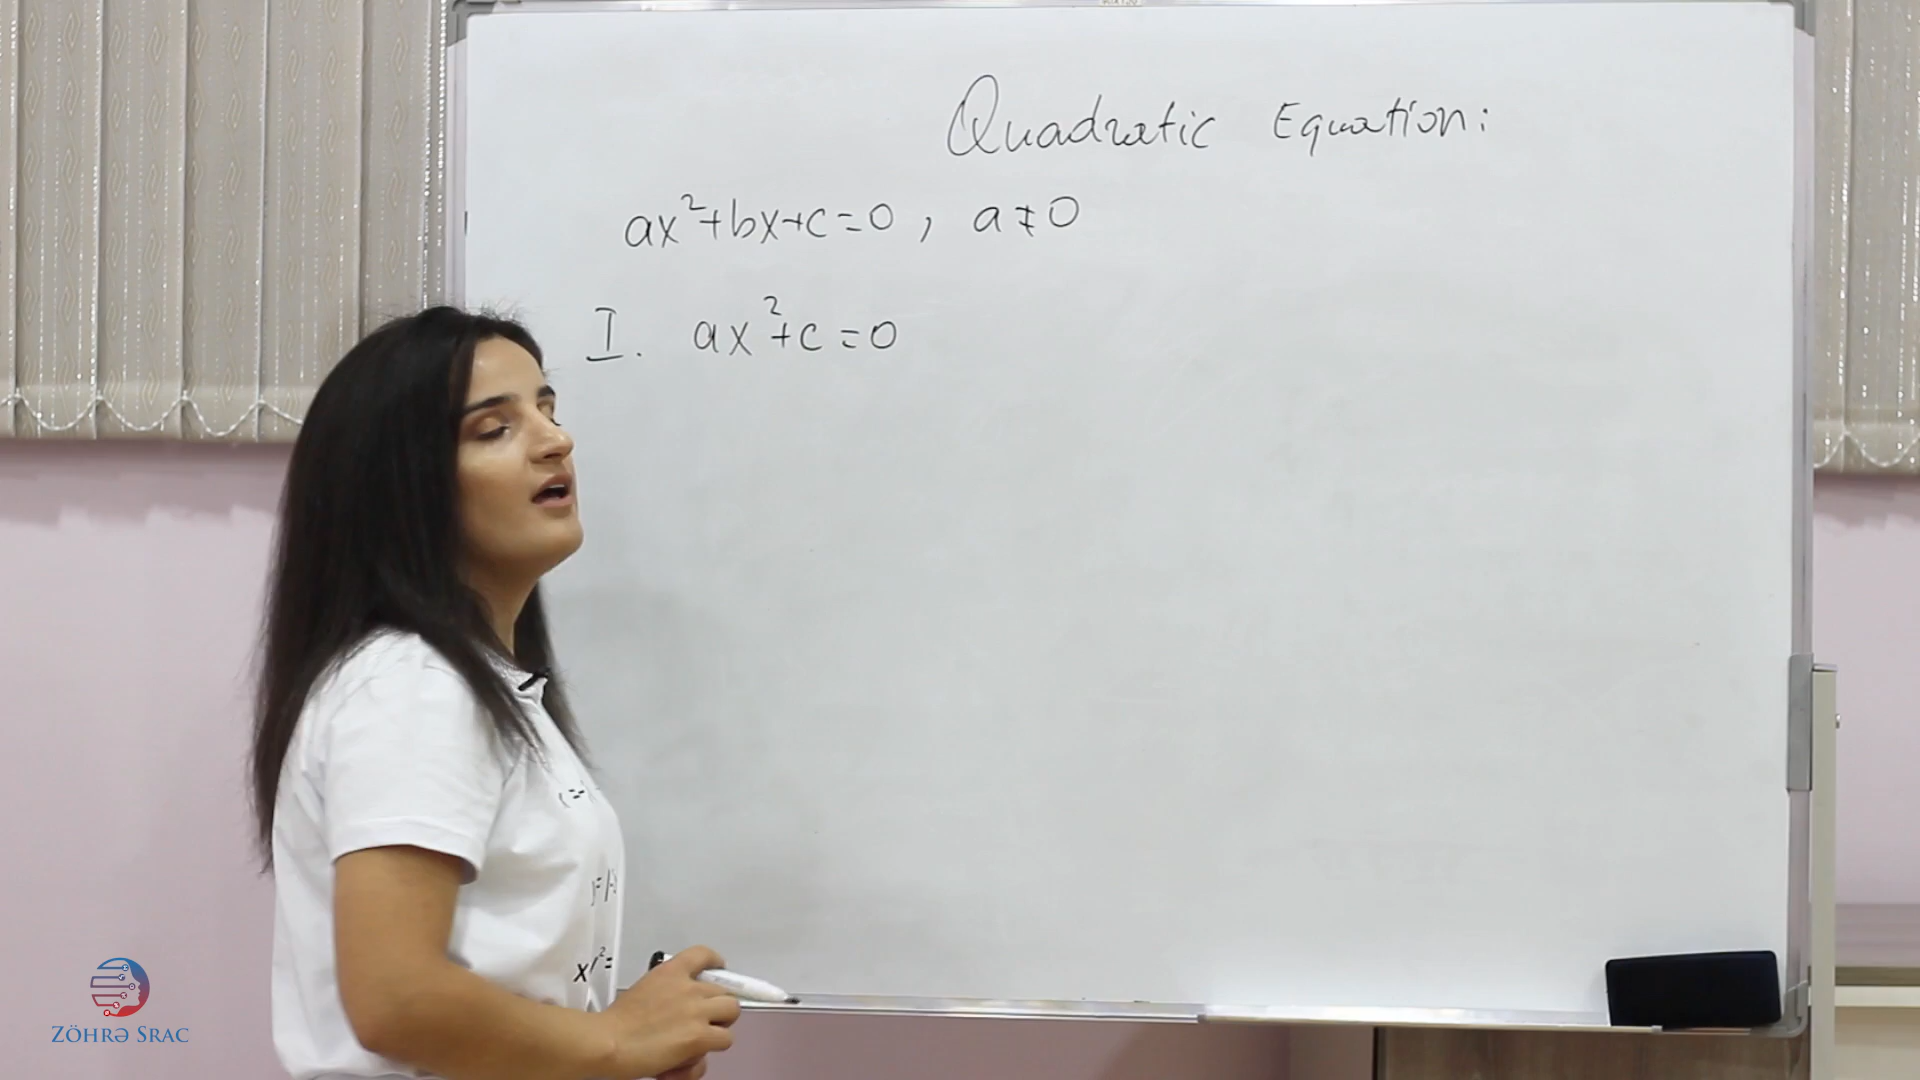 Quadratic Equation:
ax²+bx+c=0, a≠0
I. ax²+c=0
x
ZÖHRƏ SRAC